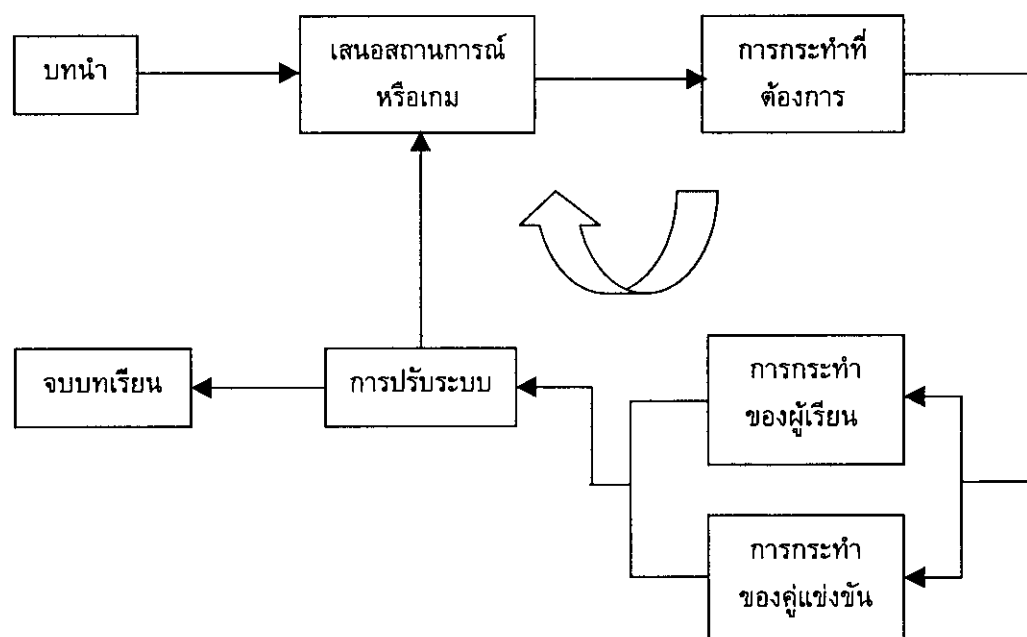 บทนำ
เสนอสถานการณ์
หรือเกม
การกระทำที่
ต้องการ
จบบทเรียน
การปรับระบบ
การกระทำ
ของผู้เรียน
การกระทำ
ของคู่แข่งขัน